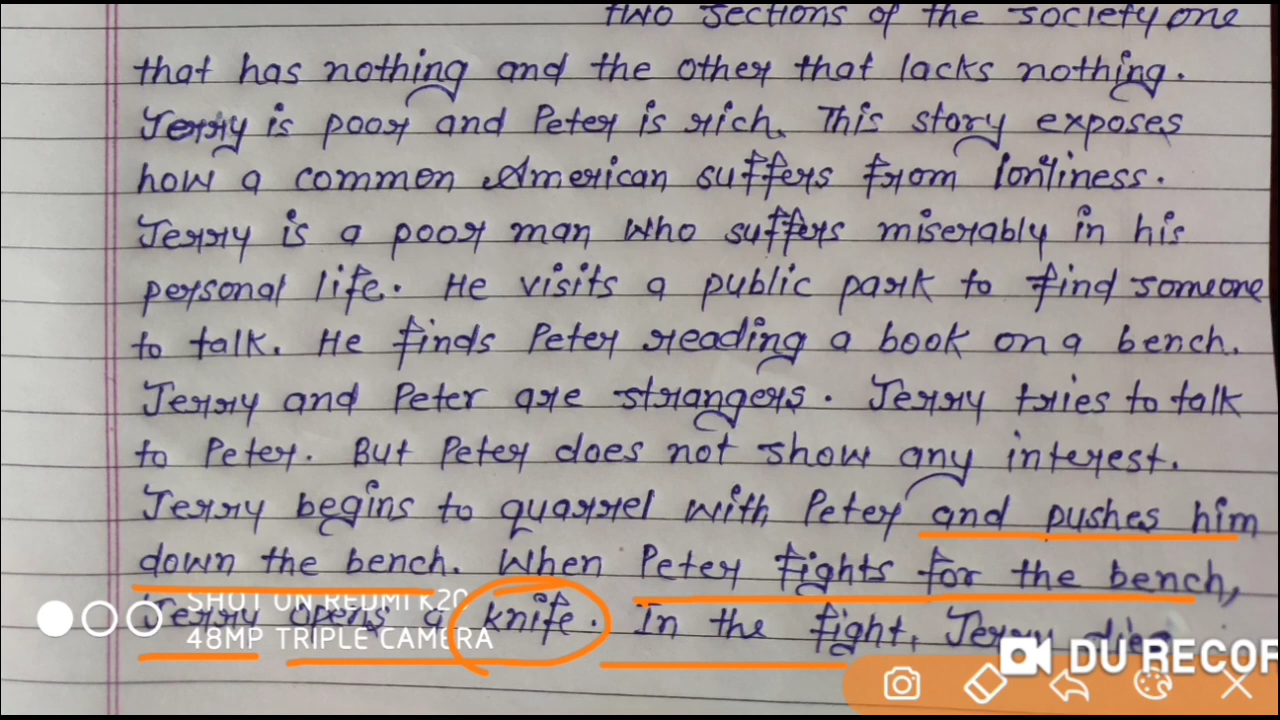 two sections of the society one
that has nothing and the other that lacks nothing.
Jerry is poor and Peter is rich. This story exposes
how a common American suffers from lonliness.
Jerry is a poor man who suffers miserably in his
personal life. He visits a public park to find someone
to talk. He finds Peter reading a book on a bench.
Jerry and Peter are strangers. Jerry tries to talk
to Peter. But Peter does not show any interest.
Jerry begins to quarrel with Peter and pushes him
down the bench. When Peter fights for the bench,
Jerry opens a knife. In the fight, Jerry dies
SHOT ON REDMI K20
48MP TRIPLE CAMERA
DU RECOR